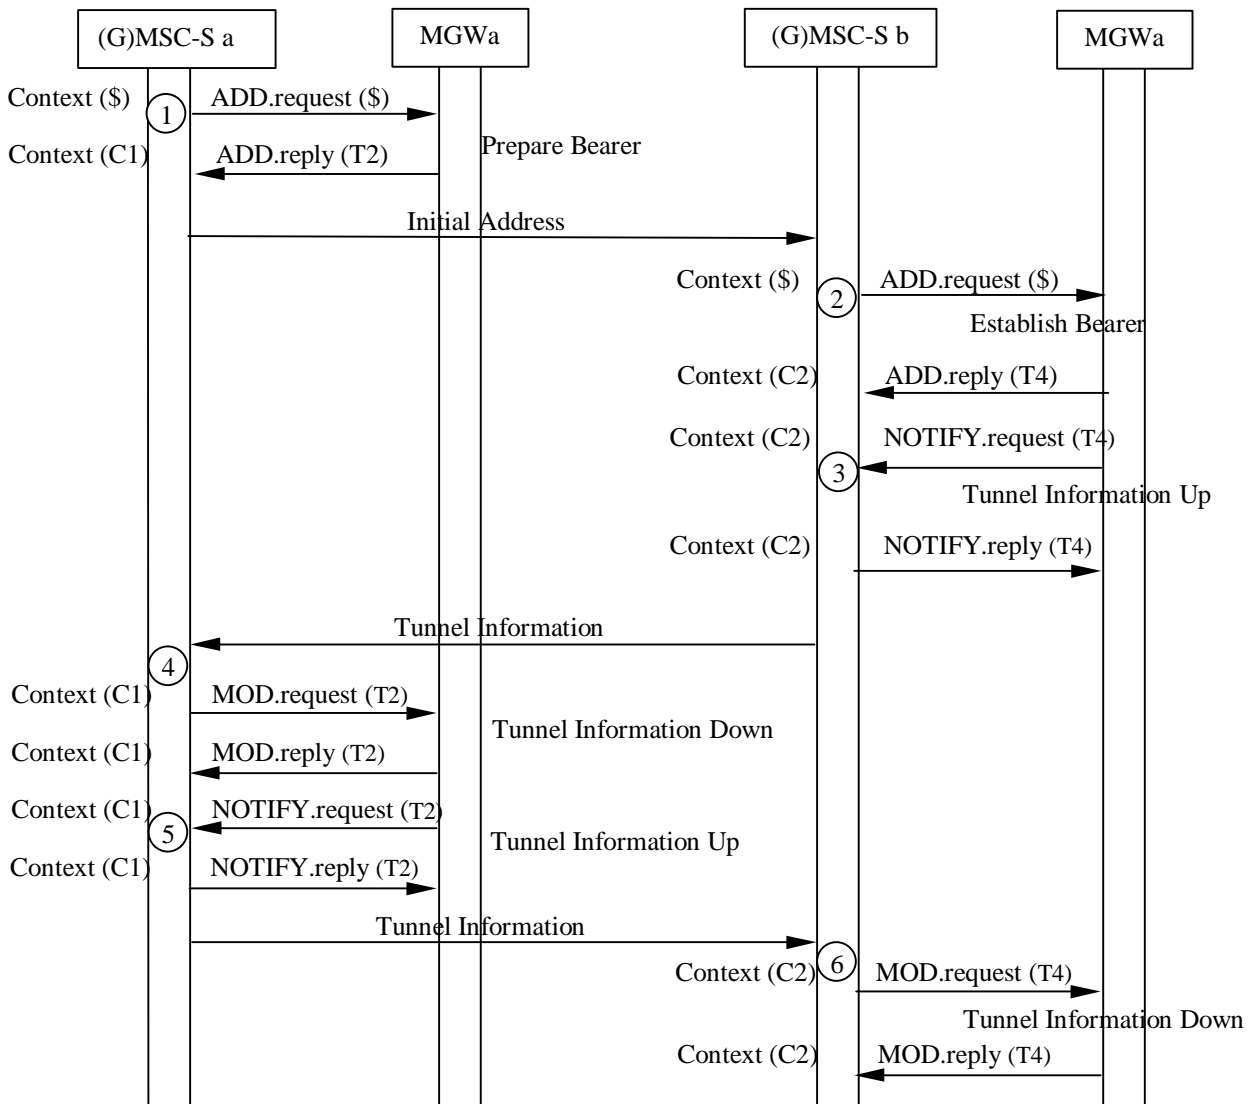 (G)MSC-S a
MGWa
(G)MSC-S b
MGWa
Context ($)
1
ADD.request ($)
Prepare Bearer
Context (C1)
ADD.reply (T2)
Initial Address
Context ($)
2
ADD.request ($)
Establish Bearer
Context (C2)
ADD.reply (T4)
Context (C2)
NOTIFY.request (T4)
3
Tunnel Information Up
Context (C2)
NOTIFY.reply (T4)
Tunnel Information
4
Context (C1)
MOD.request (T2)
Tunnel Information Down
Context (C1)
MOD.reply (T2)
Context (C1)
NOTIFY.request (T2)
5
Tunnel Information Up
Context (C1)
NOTIFY.reply (T2)
Tunnel Information
6
Context (C2)
MOD.request (T4)
Tunnel Information Down
Context (C2)
MOD.reply (T4)